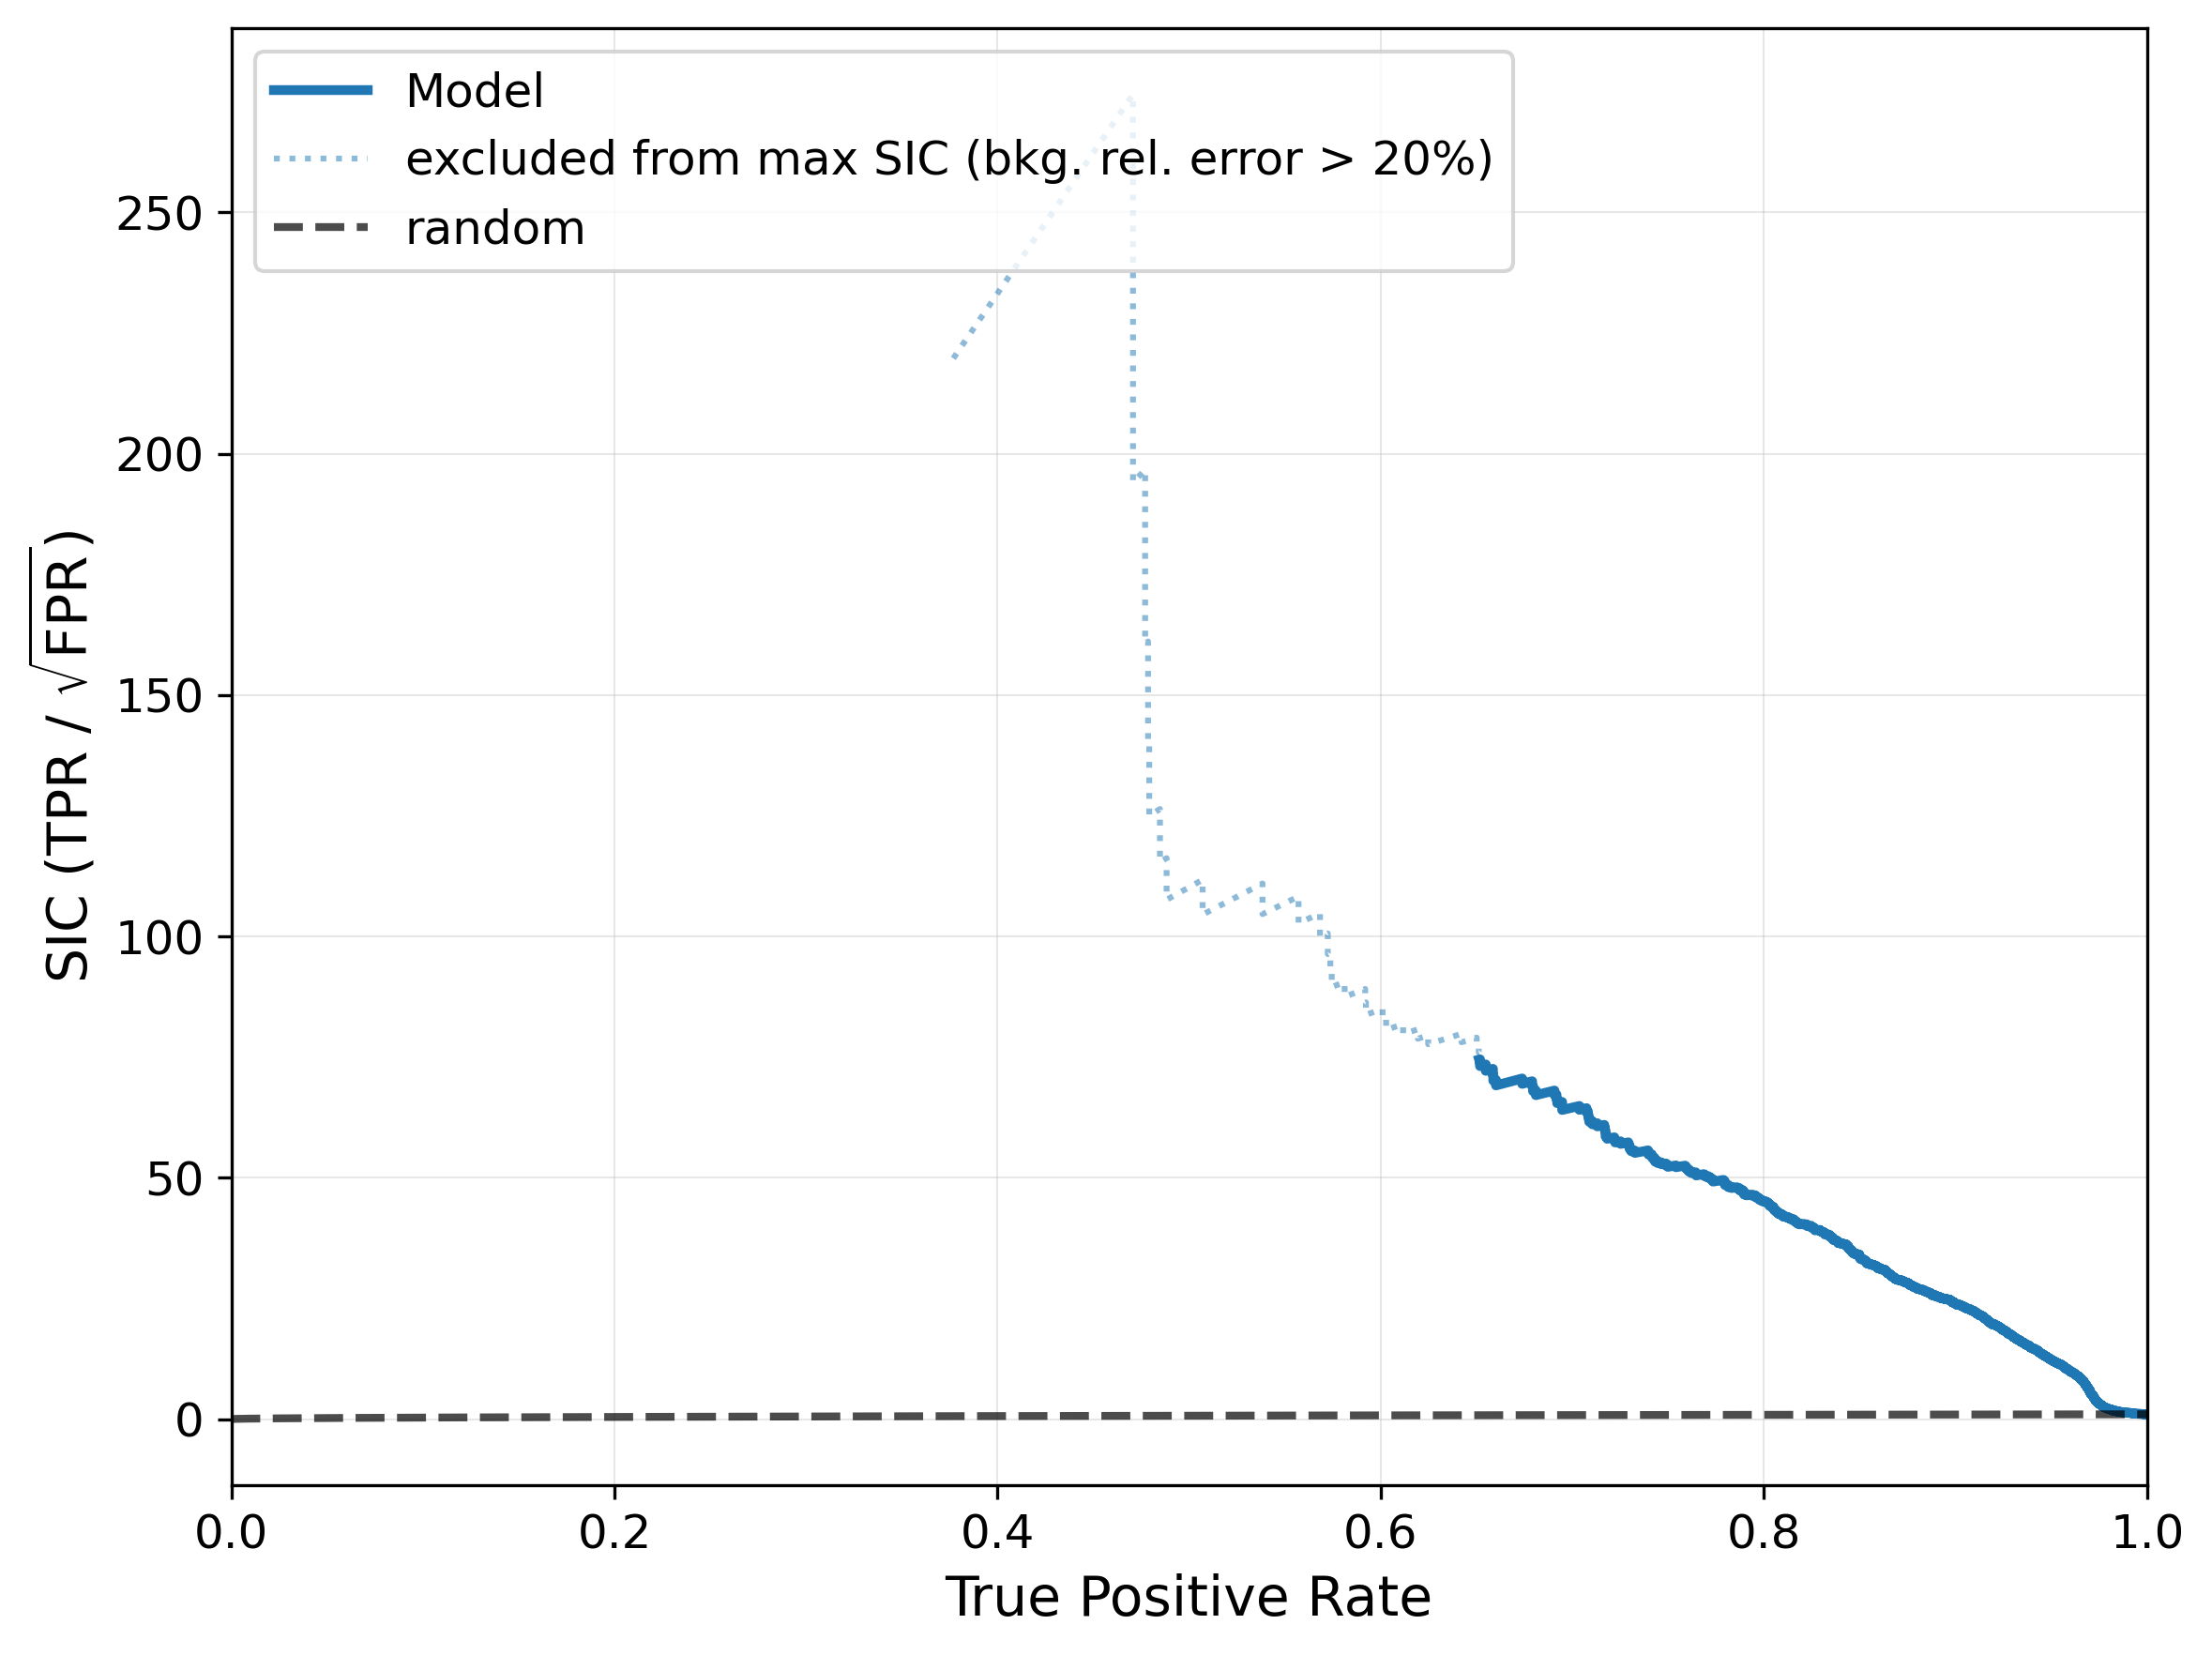 Model
excluded from max SIC (bkg. rel. error > 20%)
random
250
200
150
100
50
0
SIC (TPR / √FPR)
0.0 0.2 0.4 0.6 0.8 1.0
True Positive Rate